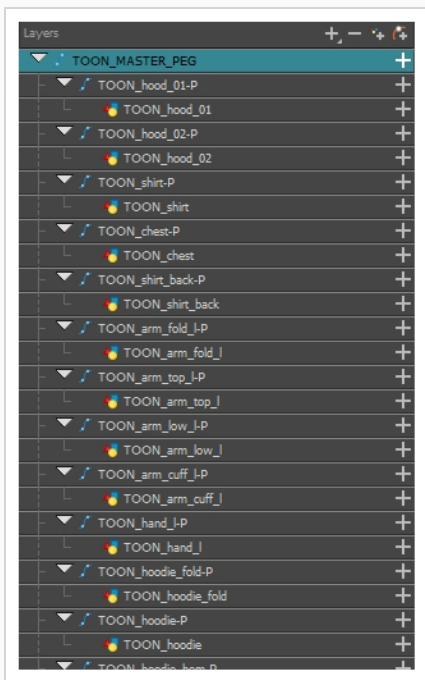 Layers
TOON_MASTER_PEG
TOON_hood_01-P
TOON_hood_01
TOON_hood_02-P
TOON_hood_02
TOON_shirt-P
TOON_shirt
TOON_chest-P
TOON_chest
TOON_shirt_back-P
TOON_shirt_back
TOON_arm_fold_l-P
TOON_arm_fold_l
TOON_arm_top_l-P
TOON_arm_top_l
TOON_arm_low_l-P
TOON_arm_low_l
TOON_arm_cuff_l-P
TOON_arm_cuff_l
TOON_hand_l-P
TOON_hand_l
TOON_hoodie_fold-P
TOON_hoodie_fold
TOON_hoodie-P
TOON_hoodie
TOON_hoodie_hem-P